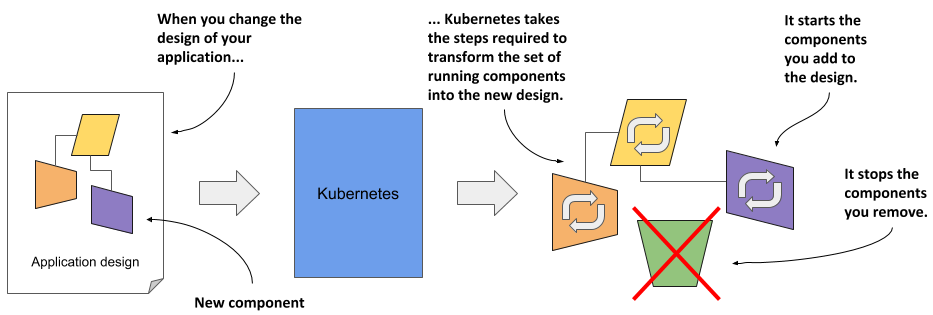 When you change the
design of your
application...
... Kubernetes takes
the steps required to
transform the set of
running components
into the new design.
It starts the
components
you add to
the design.
It stops the
components
you remove.
Kubernetes
Application design
New component